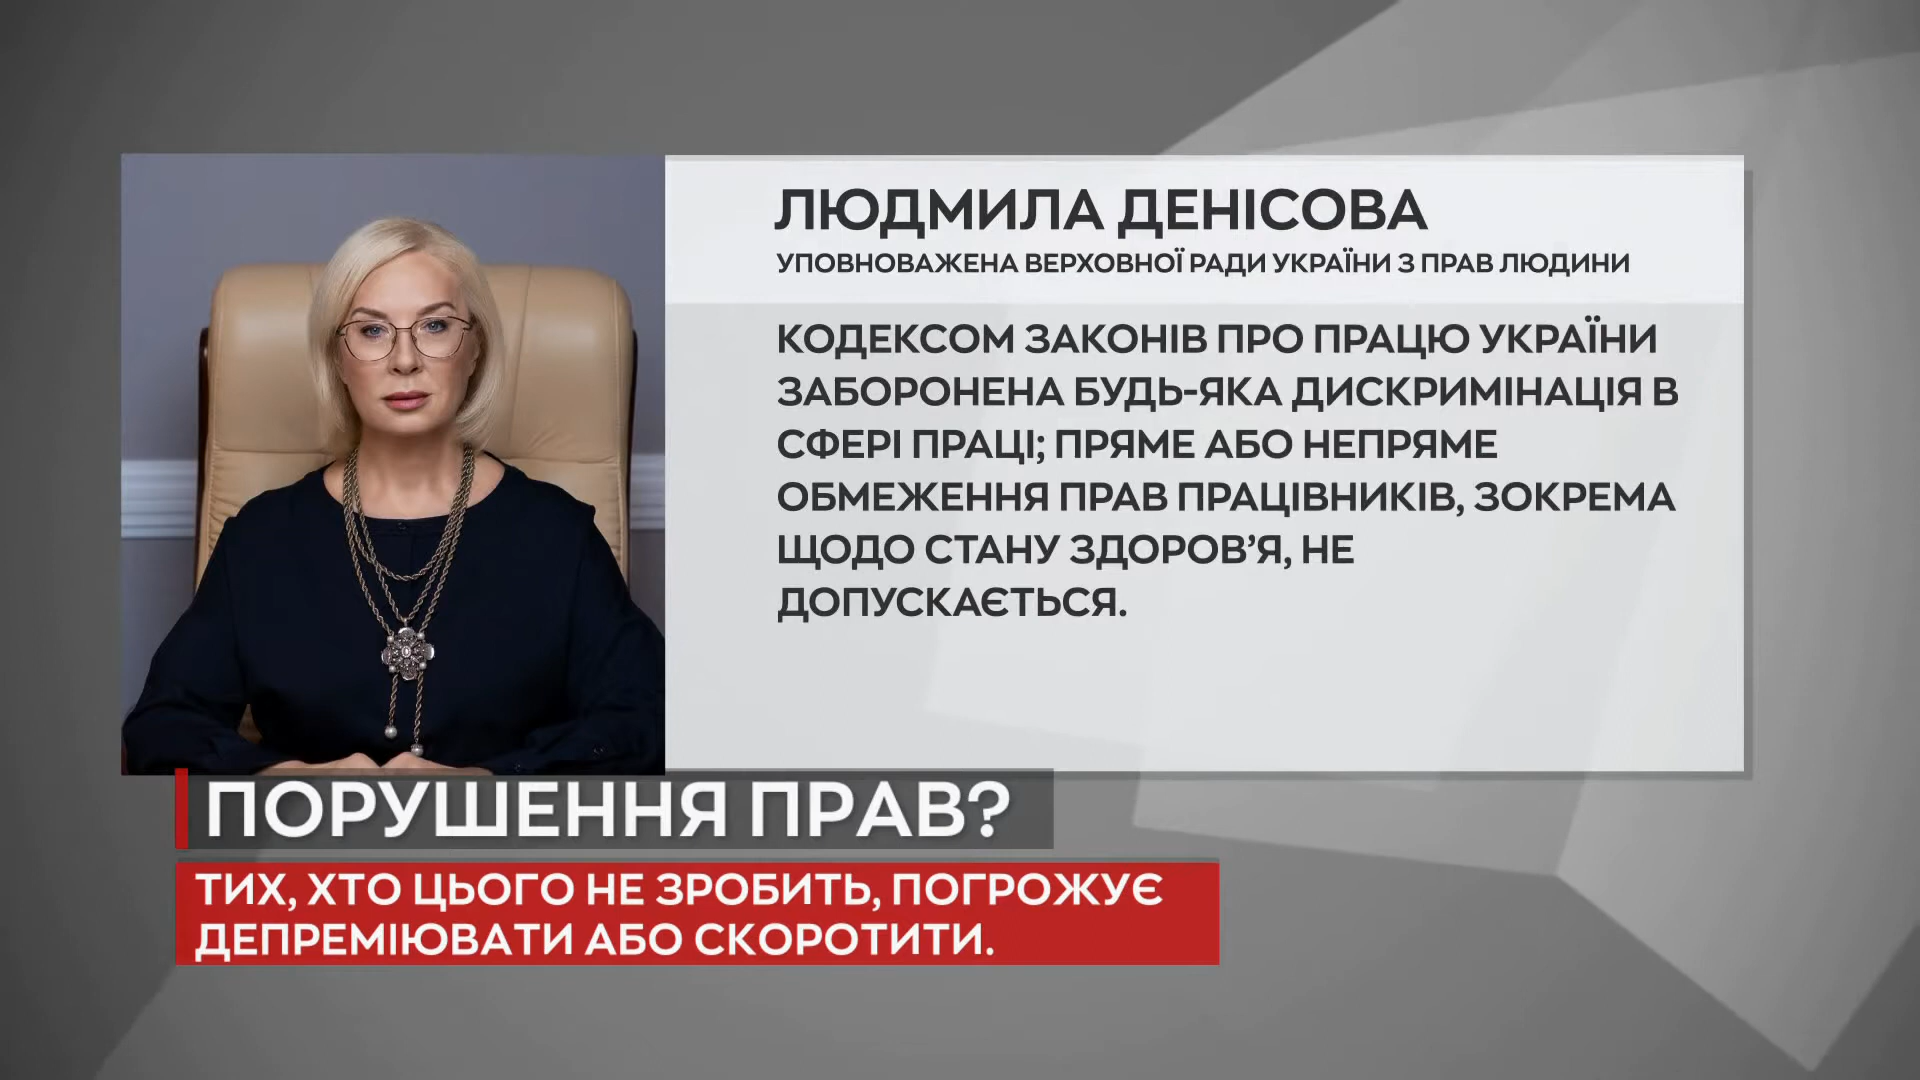 ЛЮДМИЛА ДЕНІСОВА
УПОВНОВАЖЕНА ВЕРХОВНОЇ РАДИ УКРАЇНИ З ПРАВ ЛЮДИНИ
КОДЕКСОМ ЗАКОНІВ ПРО ПРАЦЮ УКРАЇНИ
ЗАБОРОНЕНА БУДЬ-ЯКА ДИСКРИМІНАЦІЯ В
СФЕРІ ПРАЦІ; ПРЯМЕ АБО НЕПРЯМЕ
ОБМЕЖЕННЯ ПРАВ ПРАЦІВНИКІВ, ЗОКРЕМА
ЩОДО СТАНУ ЗДОРОВ’Я, НЕ
ДОПУСКАЄТЬСЯ.
ПОРУШЕННЯ ПРАВ?
ТИХ, ХТО ЦЬОГО НЕ ЗРОБИТЬ, ПОГРОЖУЄ
ДЕПРЕМІЮВАТИ АБО СКОРОТИТИ.